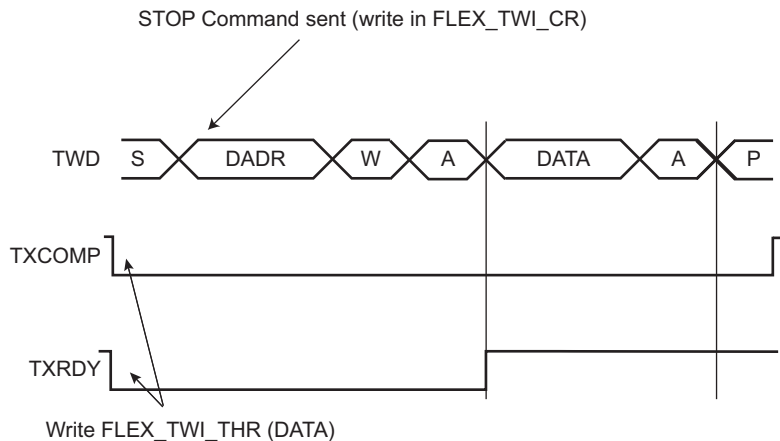 STOP Command sent (write in FLEX_TWI_CR)
TWD S DADR W A DATA A P
TXCOMP
TXRDY
Write FLEX_TWI_THR (DATA)